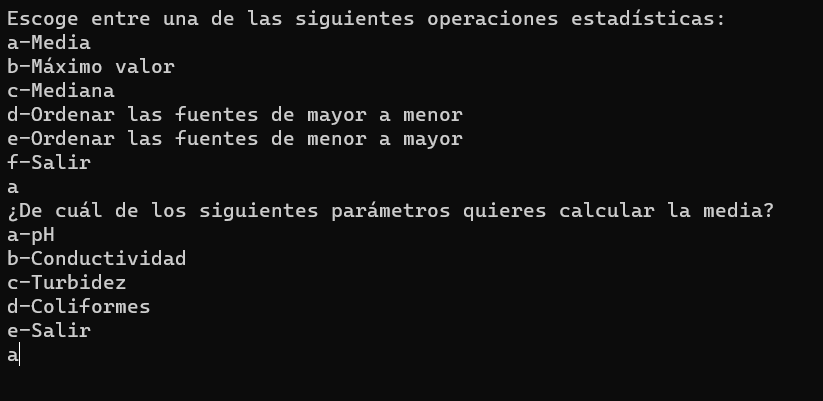 Escoge entre una de las siguientes operaciones estadísticas:
a-Media
b-Máximo valor
c-Mediana
d-Ordenar las fuentes de mayor a menor
e-Ordenar las fuentes de menor a mayor
f-Salir
a
¿De cuál de los siguientes parámetros quieres calcular la media?
a-pH
b-Conductividad
c-Turbidez
d-Coliformes
e-Salir
a